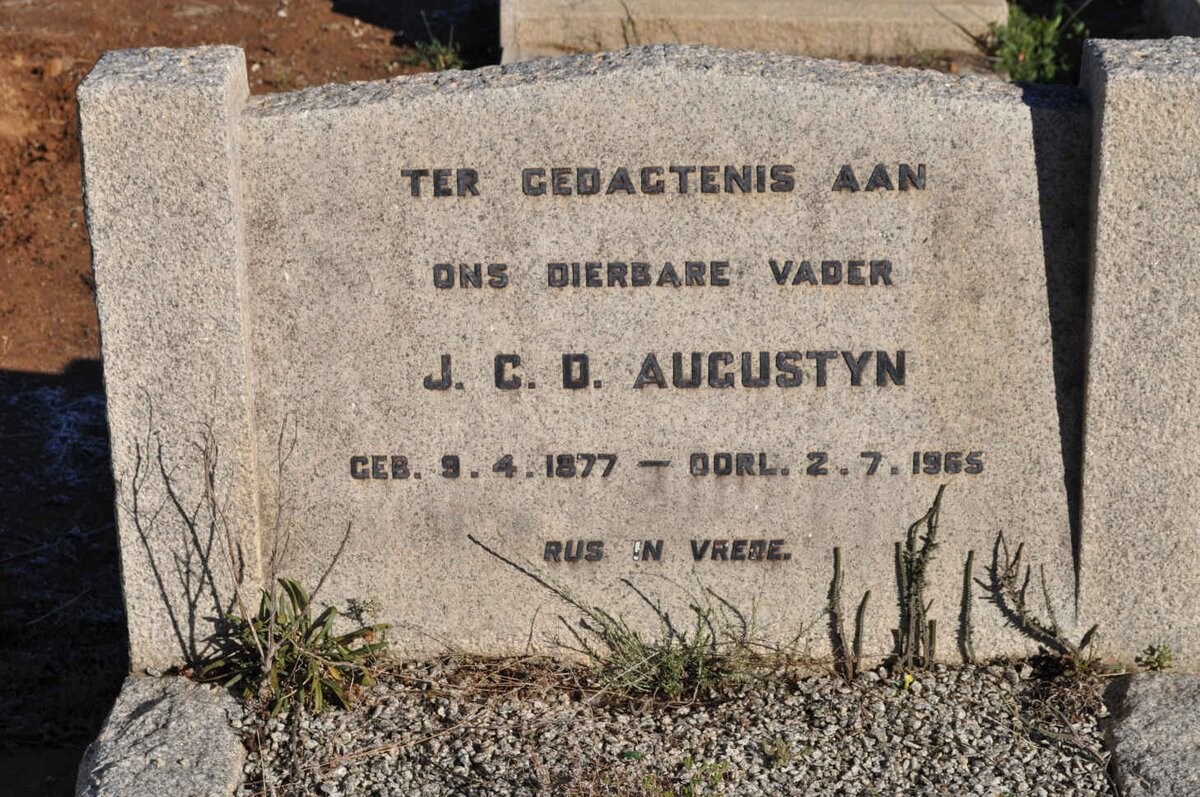 TER GEDAGTENIS AAN
ONS DIERBARE VADER
J. C. D. AUGUSTYN
GEB. 9.4.1877 — OORL. 2.7.1965
RUS IN VREDE.